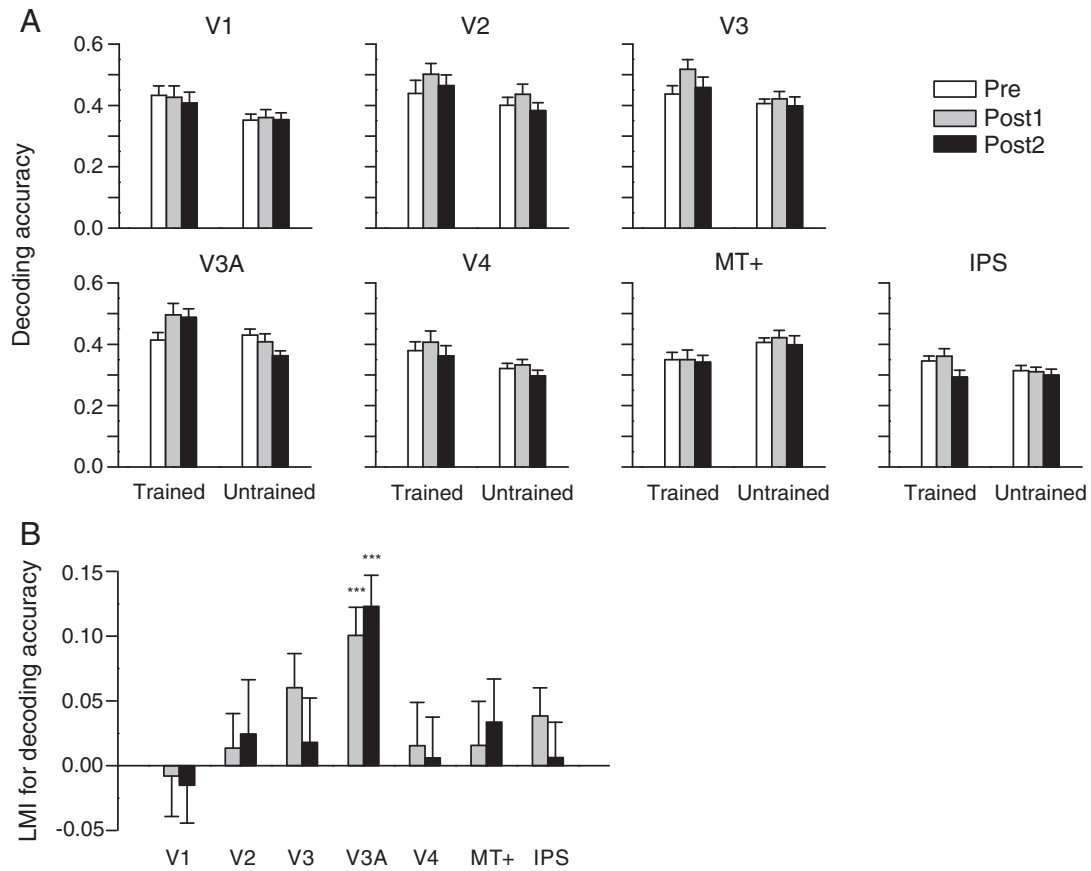 A
V1
V2
V3
0.6
0.4
0.2
0.0
Pre
Post1
Post2
Decoding accuracy
V3A
V4
MT+
IPS
0.6
0.4
0.2
0.0
Trained Untrained
Trained Untrained
Trained Untrained
Trained Untrained
B
LMI for decoding accuracy
0.15
0.10
0.05
0.00
-0.05
***
***
V1 V2 V3 V3A V4 MT+ IPS